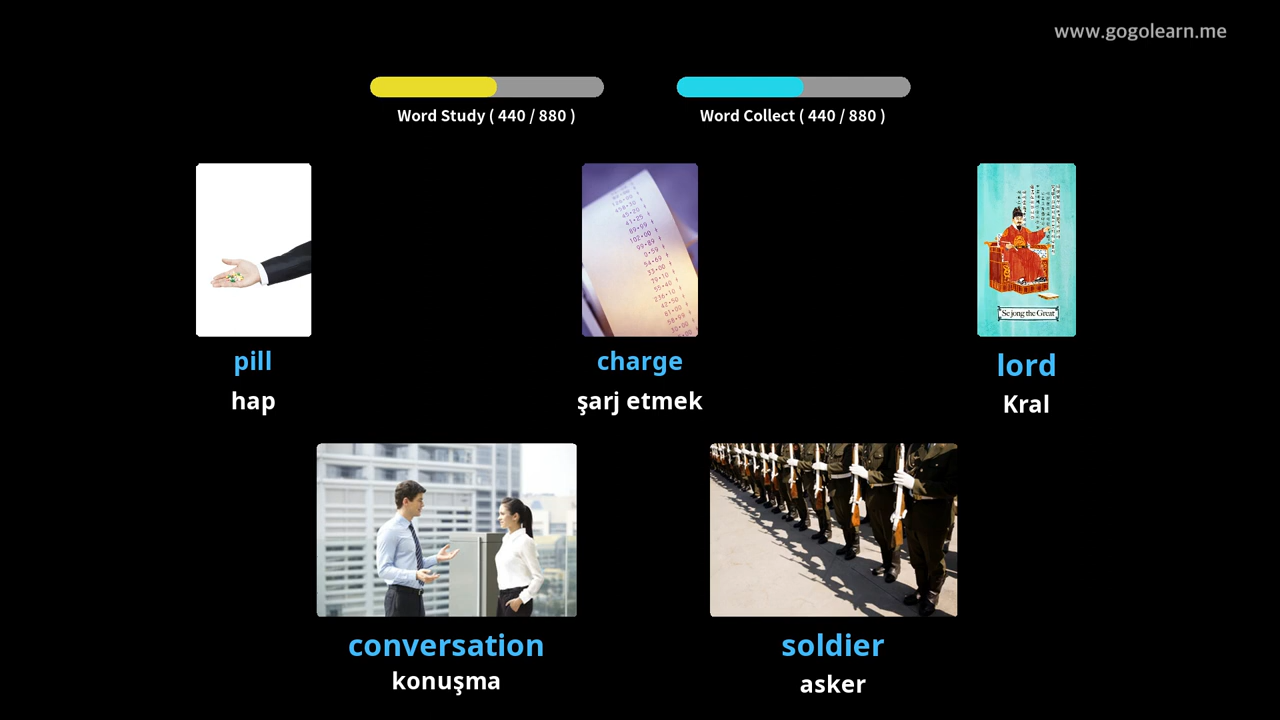 www.gogolearn.me
Word Study ( 440 / 880 )
Word Collect ( 440 / 880 )
Se jong the Great
pill
hap
charge
şarj etmek
lord
Kral
conversation
konuşma
soldier
asker